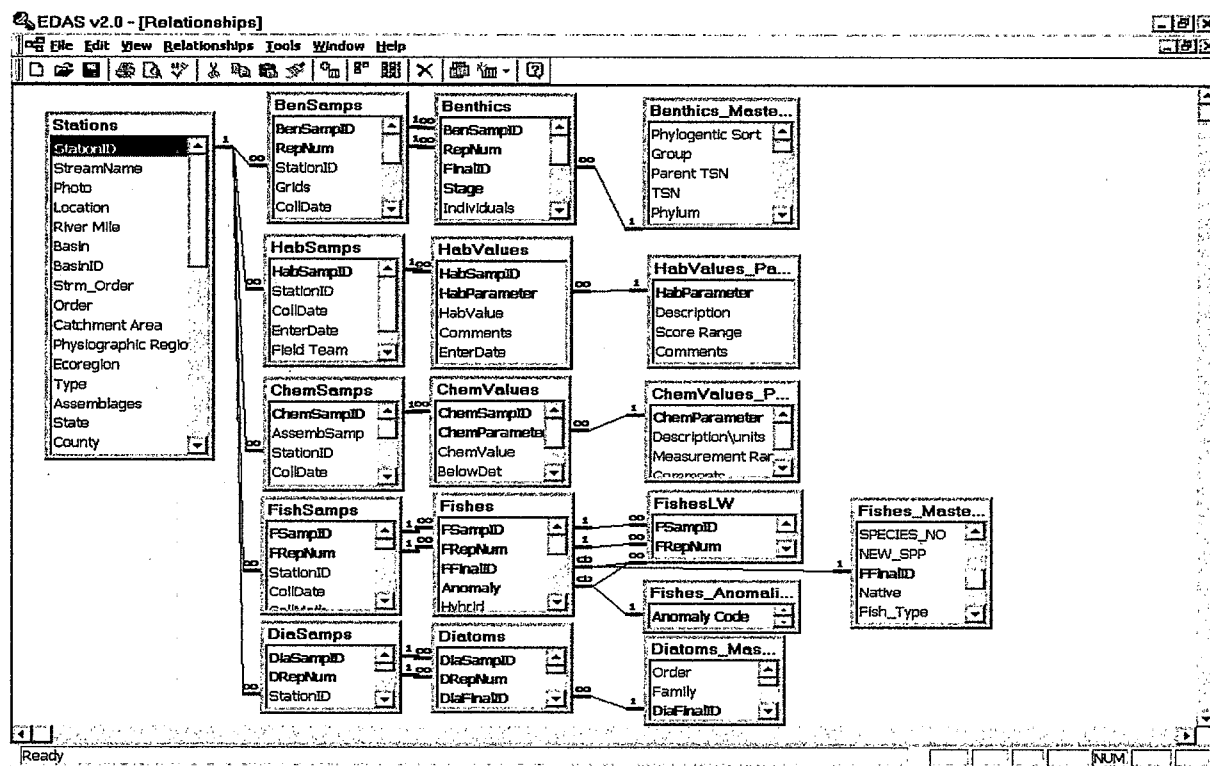 EDAS v2.0 - [Relationships]
File Edit View Relationships Tools Window Help
Stations
StationID
StreamName
Photo
Location
River Mile
Basin
BasinID
Strm_Order
Order
Catchment Area
Physiographic Regio
Ecoregion
Type
Assemblages
State
County
BenSamps
BenSampID
RepNum
StationID
Grids
CollDate
Benthics
BenSampID
RepNum
FinalID
Stage
Individuals
Benthics_Maste...
Phylogentic Sort
Group
Parent TSN
TSN
Phylum
HabSamps
HabSampID
StationID
CollDate
EnterDate
Field Team
HabValues
HabSampID
HabParameter
HabValue
Comments
EnterDate
HabValues_Pa...
HabParameter
Description
Score Range
Comments
ChemSamps
ChemSampID
AssembSamp
StationID
CollDate
ChemValues
ChemSampID
ChemParamete
ChemValue
BelowDet
ChemValues_P...
ChemParameter
Description\units
Measurement Ran
Comments
FishSamps
FSampID
FRepNum
StationID
CollDate
Fishes
FSampID
FRepNum
FFinalID
Anomaly
Hybrid
FishesLW
FSampID
FRepNum
Fishes_Anomali...
Anomaly Code
Fishes_Maste...
SPECIES_NO
NEW_SPP
FFinalID
Native
Fish_Type
DiaSamps
DiaSampID
DRepNum
StationID
Diatoms
DiaSampID
DRepNum
DiaFinalID
Diatoms_Mas...
Order
Family
DiaFinalID
Ready
NUM